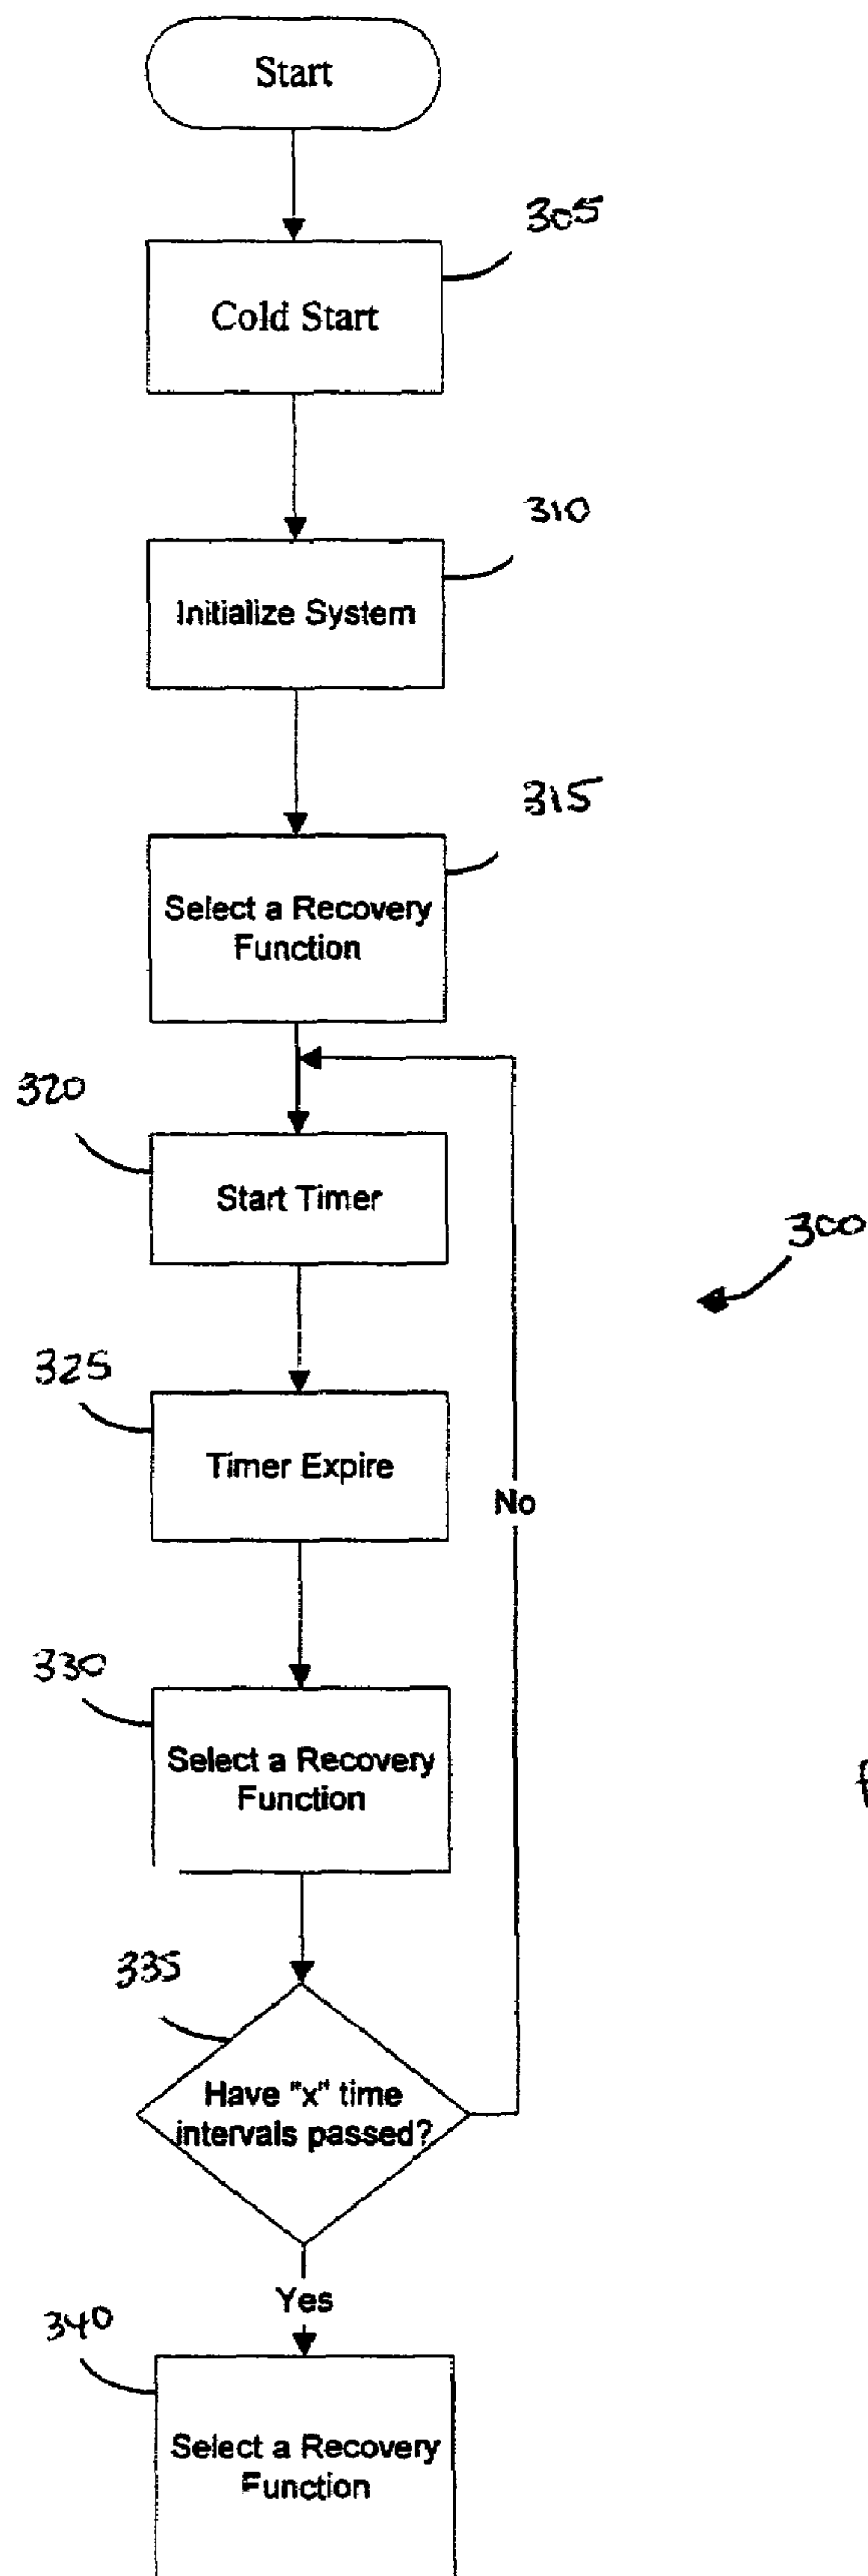 Start
305
Cold Start
310
Initialize System
315
Select a Recovery
Function
320
Start Timer
300
325
Timer Expire
No
330
Select a Recovery
Function
335
Have "x" time
intervals passed?
Yes
340
Select a Recovery
Function